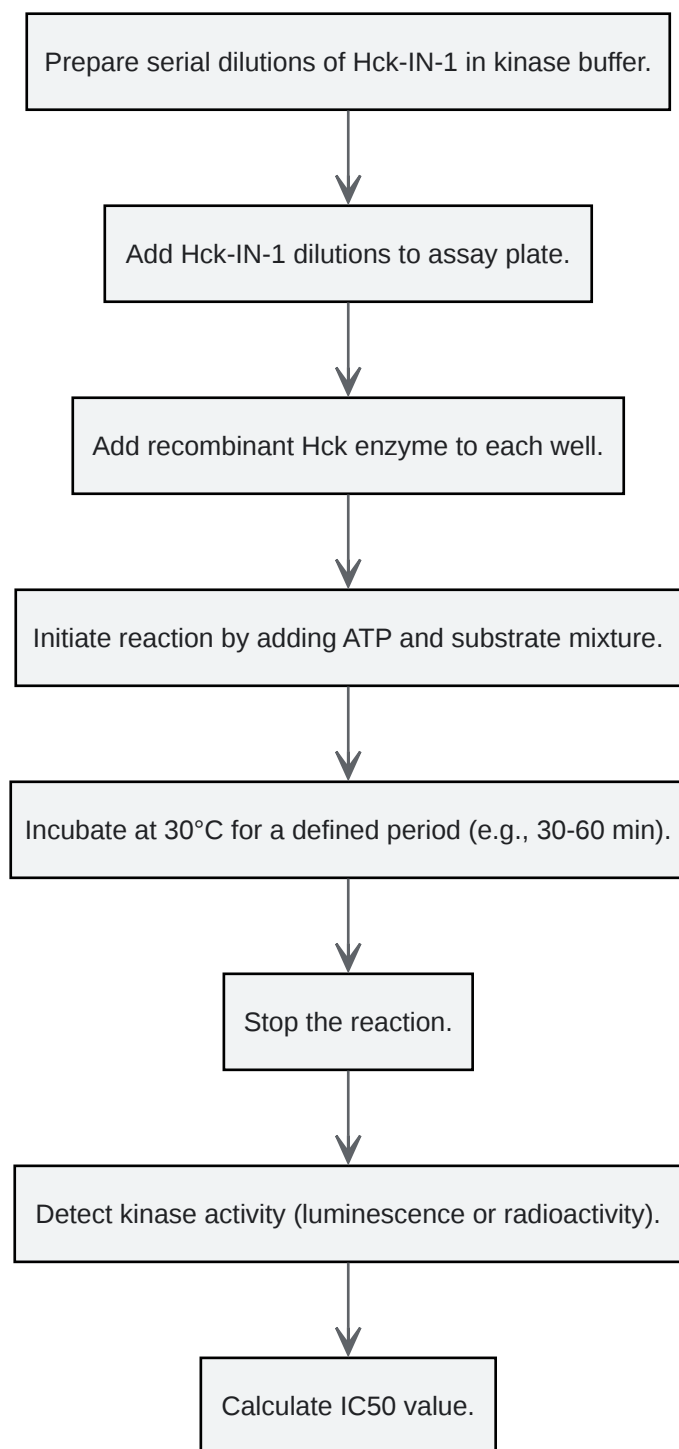 Prepare serial dilutions of Hck-IN-1 in kinase buffer.
Add Hck-IN-1 dilutions to assay plate.
Add recombinant Hck enzyme to each well.
Initiate reaction by adding ATP and substrate mixture.
Incubate at 30°C for a defined period (e.g., 30-60 min).
Stop the reaction.
Detect kinase activity (luminescence or radioactivity).
Calculate IC50 value.